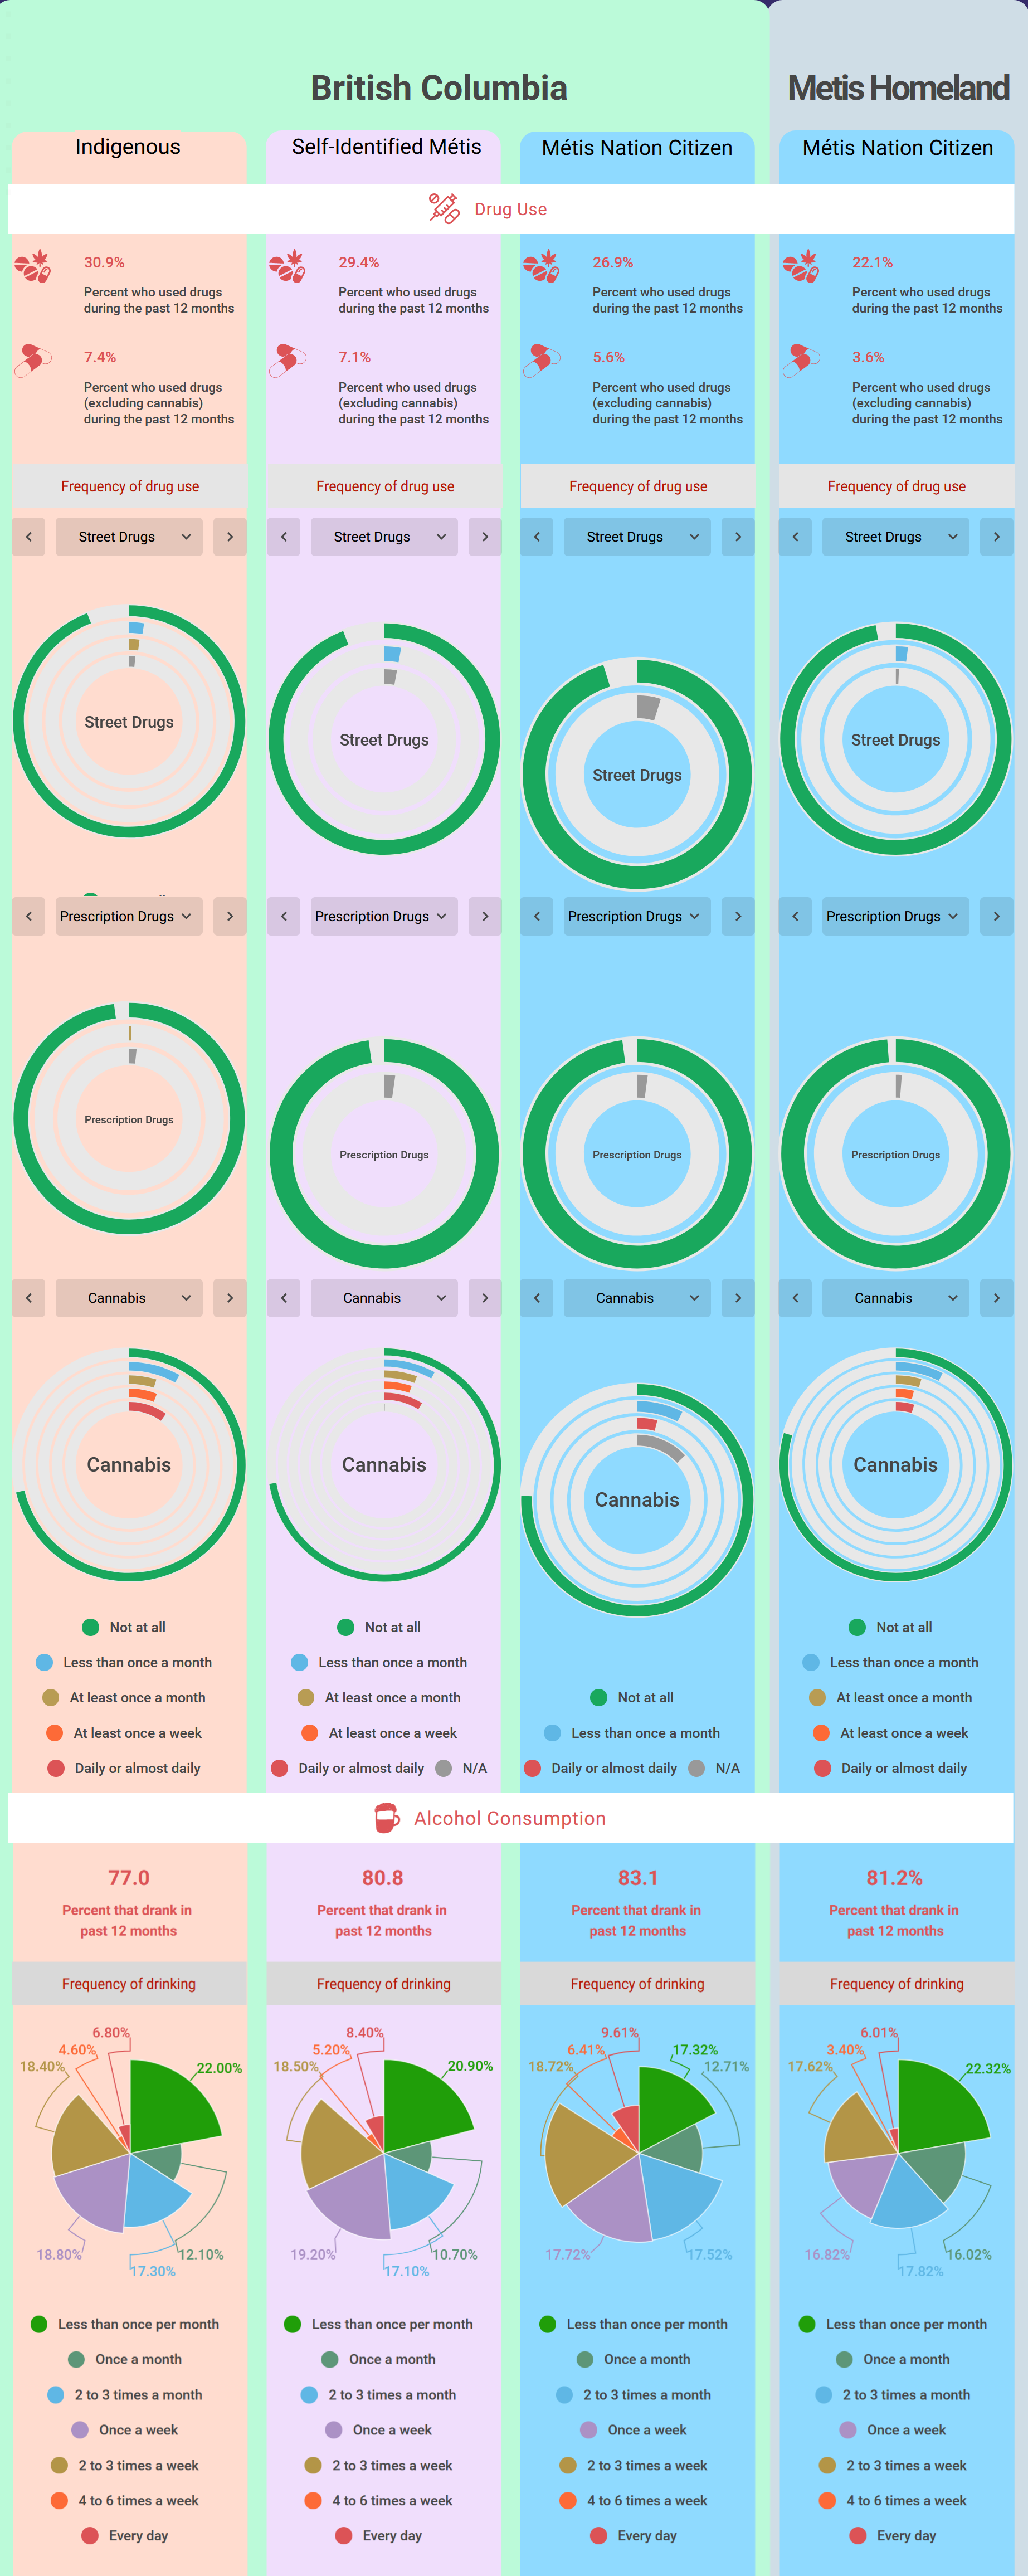 British Columbia
Metis Homeland
Indigenous
Self-Identified Métis
Métis Nation Citizen
Métis Nation Citizen
Drug Use
30.9%
Percent who used drugs
during the past 12 months
29.4%
Percent who used drugs
during the past 12 months
26.9%
Percent who used drugs
during the past 12 months
22.1%
Percent who used drugs
during the past 12 months
7.4%
Percent who used drugs
(excluding cannabis)
during the past 12 months
7.1%
Percent who used drugs
(excluding cannabis)
during the past 12 months
5.6%
Percent who used drugs
(excluding cannabis)
during the past 12 months
3.6%
Percent who used drugs
(excluding cannabis)
during the past 12 months
Frequency of drug use
Frequency of drug use
Frequency of drug use
Frequency of drug use
Street Drugs
Street Drugs
Street Drugs
Street Drugs
Street Drugs
Street Drugs
Street Drugs
Street Drugs
Prescription Drugs
Prescription Drugs
Prescription Drugs
Prescription Drugs
Prescription Drugs
Prescription Drugs
Prescription Drugs
Prescription Drugs
Cannabis
Cannabis
Cannabis
Cannabis
Cannabis
Cannabis
Cannabis
Cannabis
Not at all
Less than once a month
At least once a month
At least once a week
Daily or almost daily
Not at all
Less than once a month
At least once a month
At least once a week
Daily or almost daily
N/A
Not at all
Less than once a month
Daily or almost daily
N/A
Not at all
Less than once a month
At least once a month
At least once a week
Daily or almost daily
Alcohol Consumption
77.0
Percent that drank in
past 12 months
80.8
Percent that drank in
past 12 months
83.1
Percent that drank in
past 12 months
81.2%
Percent that drank in
past 12 months
Frequency of drinking
Frequency of drinking
Frequency of drinking
Frequency of drinking
6.80%
4.60%
18.40%
22.00%
18.80%
12.10%
17.30%
8.40%
5.20%
18.50%
20.90%
19.20%
10.70%
17.10%
9.61%
6.41%
17.32%
18.72%
12.71%
17.72%
17.52%
6.01%
3.40%
17.62%
22.32%
16.82%
16.02%
17.82%
Less than once per month
Once a month
2 to 3 times a month
Once a week
2 to 3 times a week
4 to 6 times a week
Every day
Less than once per month
Once a month
2 to 3 times a month
Once a week
2 to 3 times a week
4 to 6 times a week
Every day
Less than once per month
Once a month
2 to 3 times a month
Once a week
2 to 3 times a week
4 to 6 times a week
Every day
Less than once per month
Once a month
2 to 3 times a month
Once a week
2 to 3 times a week
4 to 6 times a week
Every day